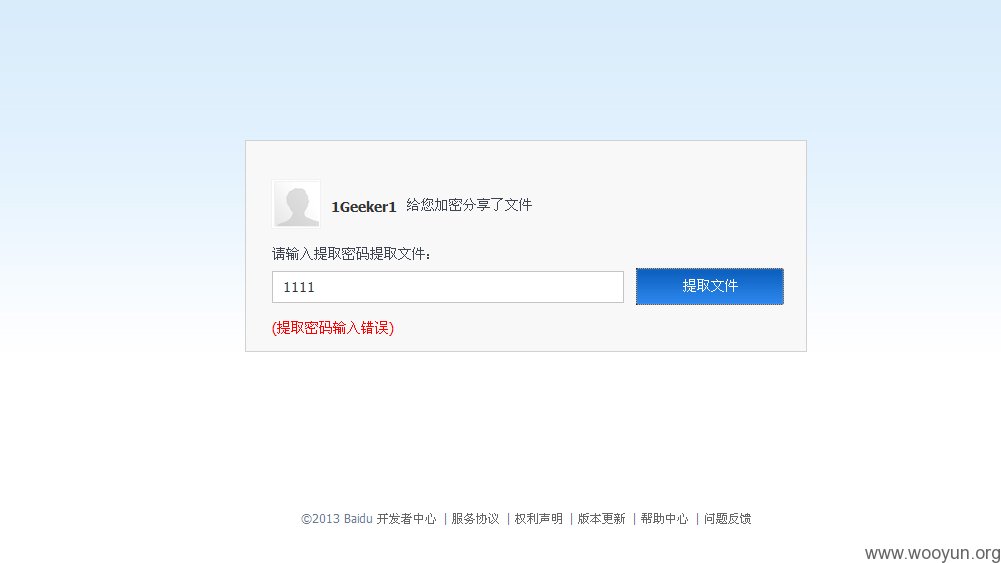 1Geeker1 给您加密分享了文件
请输入提取密码提取文件：
1111 提取文件
(提取密码输入错误)
©2013 Baidu 开发者中心 | 服务协议 | 权利声明 | 版本更新 | 帮助中心 | 问题反馈
www.wooyun.org